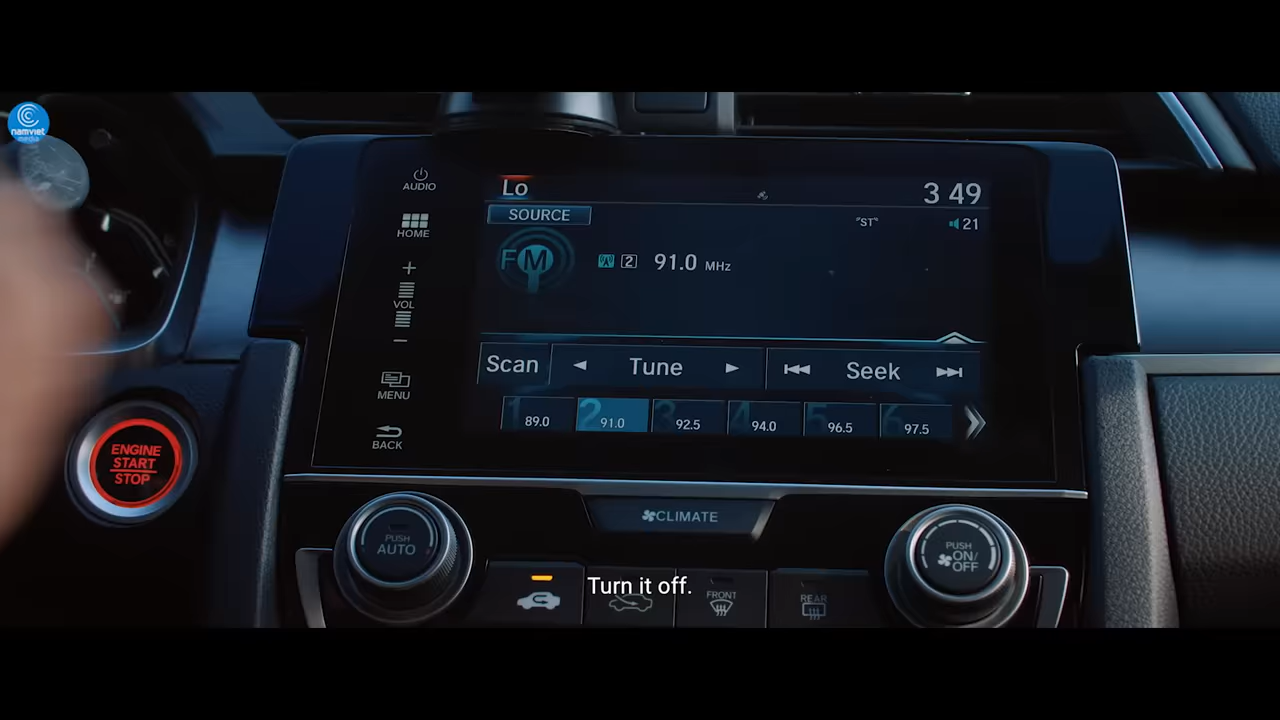 namviet
media
AUDIO
HOME
VOL
MENU
BACK
Lo
3 49
SOURCE
"ST"
21
FM
2
91.0 MHz
Scan
Tune
Seek
1 89.0
2 91.0
3 92.5
4 94.0
5 96.5
6 97.5
ENGINE
START
STOP
PUSH
AUTO
CLIMATE
PUSH
ON/
OFF
FRONT
REAR
Turn it off.